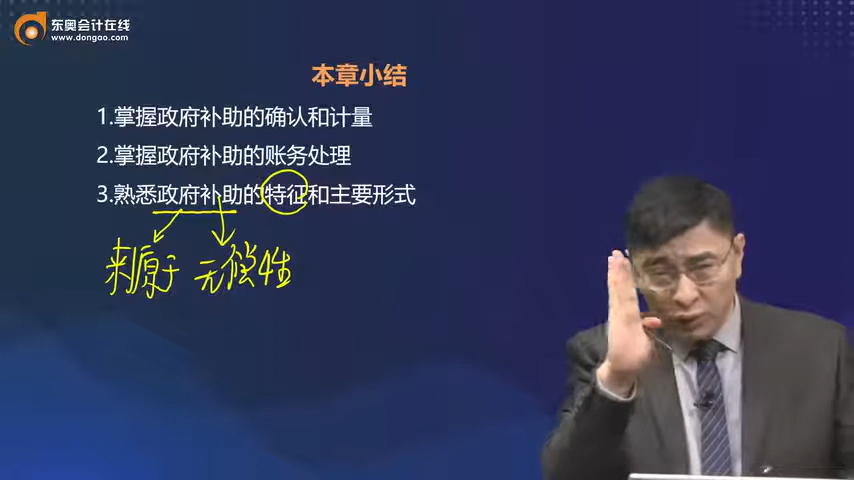 东奥会计在线
www.dongao.com
本章小结
1.掌握政府补助的确认和计量
2.掌握政府补助的账务处理
3.熟悉政府补助的特征和主要形式
来源于 无偿性